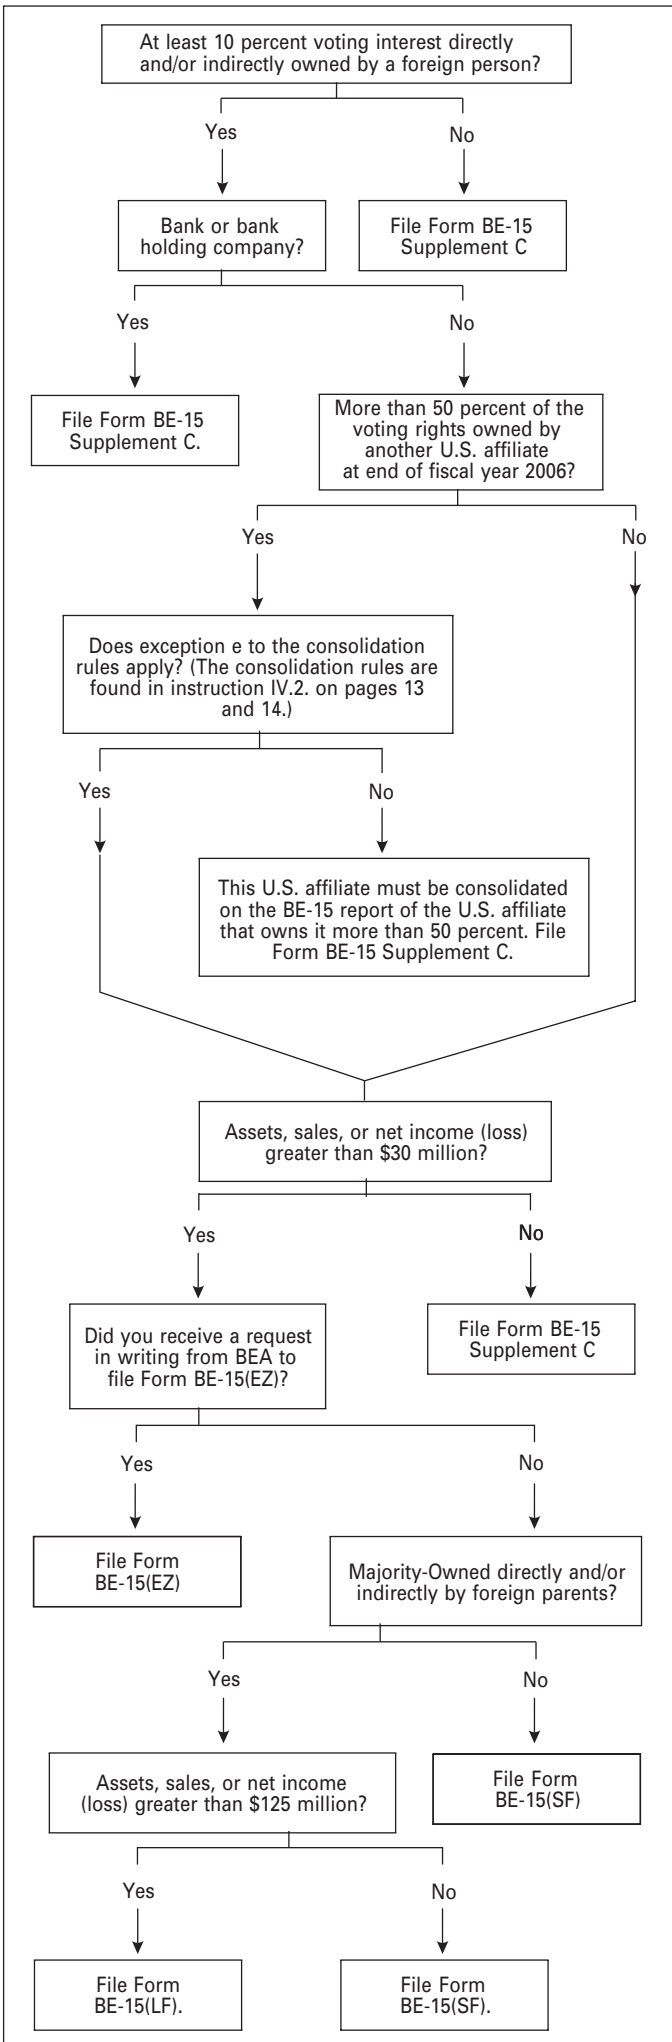 At least 10 percent voting interest directly
and/or indirectly owned by a foreign person?
Yes
No
Bank or bank
holding company?
File Form BE-15
Supplement C
Yes
No
File Form BE-15
Supplement C.
More than 50 percent of the
voting rights owned by
another U.S. affiliate
at end of fiscal year 2006?
Yes
No
Does exception e to the consolidation
rules apply? (The consolidation rules are
found in instruction IV.2. on pages 13
and 14.)
Yes
No
This U.S. affiliate must be consolidated
on the BE-15 report of the U.S. affiliate
that owns it more than 50 percent. File
Form BE-15 Supplement C.
Assets, sales, or net income (loss)
greater than $30 million?
Yes
No
Did you receive a request
in writing from BEA to
file Form BE-15(EZ)?
File Form BE-15
Supplement C
Yes
No
File Form
BE-15(EZ)
Majority-Owned directly and/or
indirectly by foreign parents?
Yes
No
Assets, sales, or net income
(loss) greater than $125 million?
File Form
BE-15(SF)
Yes
No
File Form
BE-15(LF).
File Form
BE-15(SF).